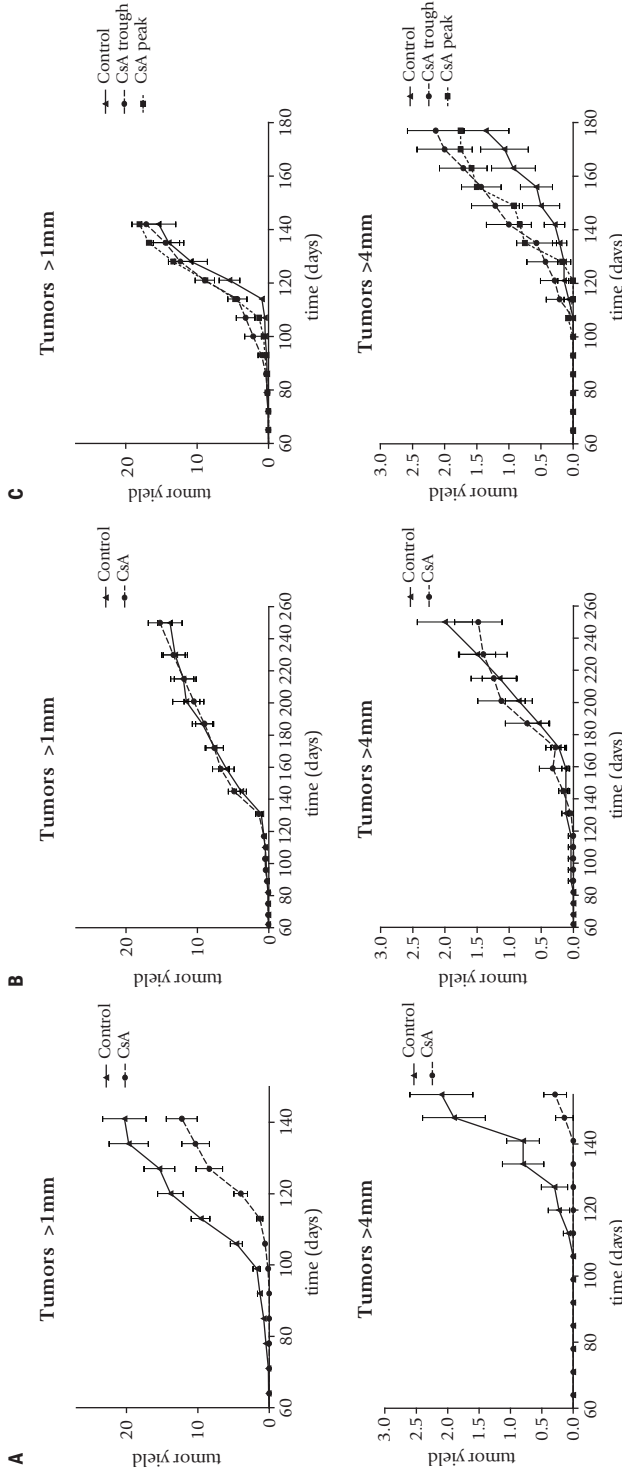 A
Tumors >1mm
tumor yield
20
10
0
60 80 100 120 140
time (days)
Control
CsA
Tumors >4mm
tumor yield
3.0
2.5
2.0
1.5
1.0
0.5
0.0
60 80 100 120 140
time (days)
Control
CsA
B
Tumors >1mm
tumor yield
20
10
0
60 80 100 120 140 160 180 200 220 240 260
time (days)
Control
CsA
Tumors >4mm
tumor yield
3.0
2.5
2.0
1.5
1.0
0.5
0.0
60 80 100 120 140 160 180 200 220 240 260
time (days)
Control
CsA
C
Tumors >1mm
tumor yield
20
10
0
60 80 100 120 140 160 180
time (days)
Control
CsA trough
CsA peak
Tumors >4mm
tumor yield
3.0
2.5
2.0
1.5
1.0
0.5
0.0
60 80 100 120 140 160 180
time (days)
Control
CsA trough
CsA peak